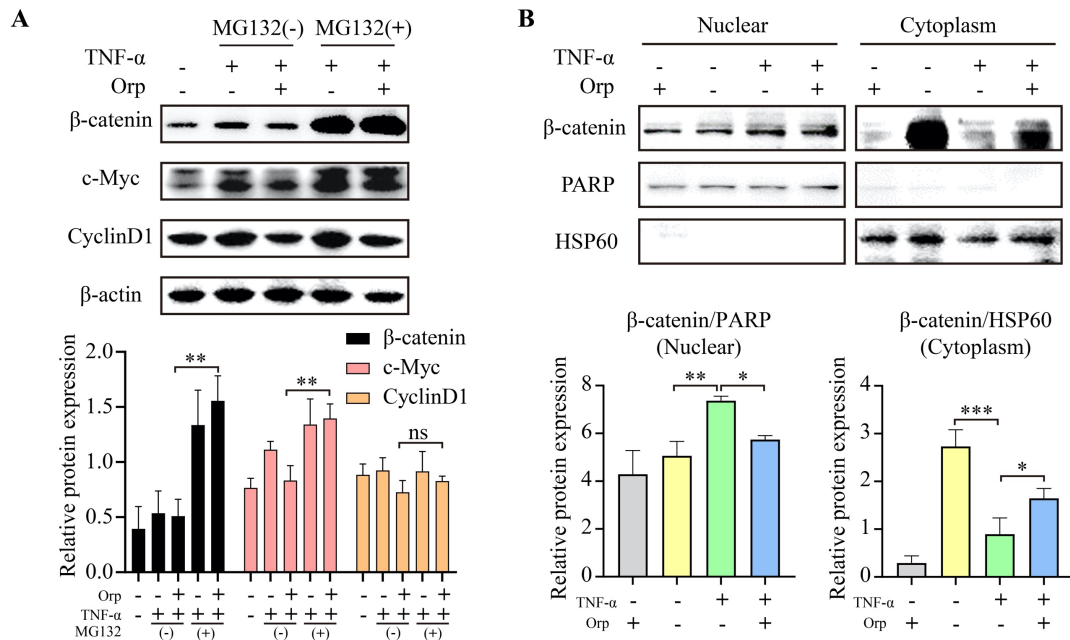 A
MG132(-) MG132(+)
TNF-α - + + + +
Orp - - + - +
β-catenin
c-Myc
CyclinD1
β-actin
β-catenin
c-Myc
CyclinD1
Relative protein expression
2.0
1.5
1.0
0.5
0.0
** ** ns
Orp - - + - + - - + - + - - + - +
TNF-α - + + + + - + + + + - + + + +
MG132 (-) (+) (-) (+) (-) (+)
B
Nuclear Cytoplasm
TNF-α - - + + - - + +
Orp + - - + + - - +
β-catenin
PARP
HSP60
β-catenin/PARP
(Nuclear)
Relative protein expression
8
6
4
2
0
** *
TNF-α - - + +
Orp + - - +
β-catenin/HSP60
(Cytoplasm)
Relative protein expression
4
3
2
1
0
*** *
TNF-α - - + +
Orp + - - +